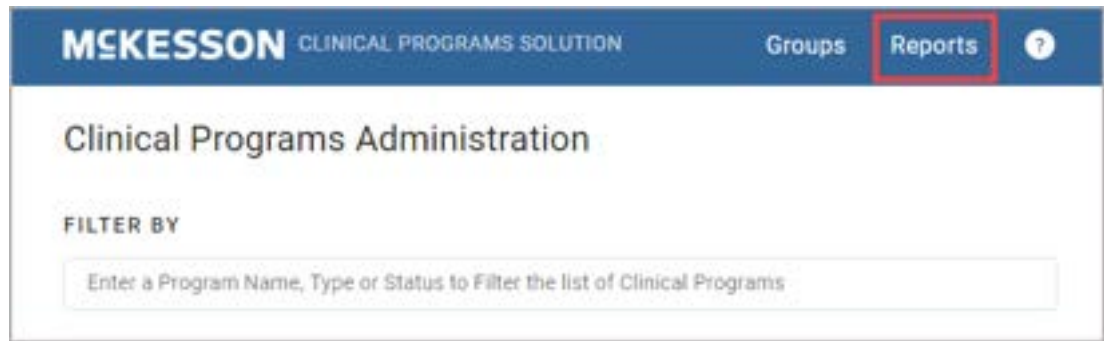 MCKESSON CLINICAL PROGRAMS SOLUTION Groups Reports ?
Clinical Programs Administration
FILTER BY
Enter a Program Name, Type or Status to Filter the list of Clinical Programs